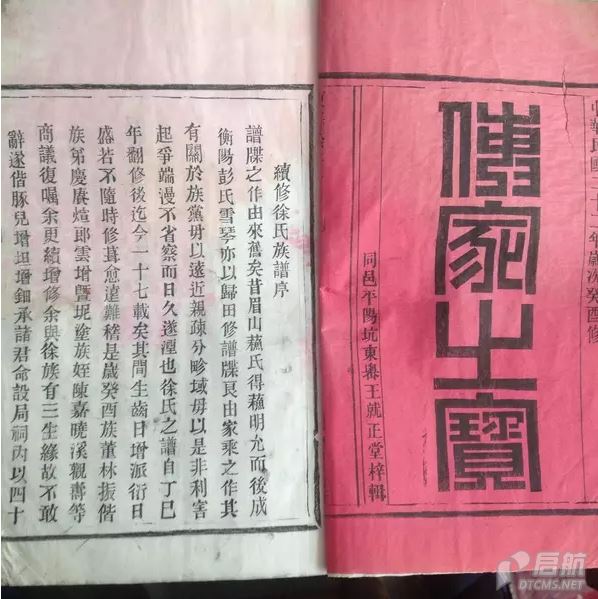 中華民國三十二年歲次癸酉修
傳家之寶
同邑平陽坑東菴王就正堂梓輯
續修徐氏族譜序
譜牒之作由來舊矣昔眉山蘓氏得蘓明允而後成
衡陽彭氏雪琴亦以歸田修譜牒良由家乘之作其
有關於族黨毋以遠近親疎分畛域毋以是非利害
起爭端漫不省察而日久遂湮也徐氏之譜自丁巳
年翻修後迄今一十七載矣其間生齒日增派衍日
盛若不隨時修葺愈遠難稽是歲癸酉族董林振偕
族弟慶賡煊郎雲增曁坭塗族姪陳嘉曉溪觀壽等
商議復囑余更續增修余與徐族有三生緣故不敢
辭遂偕豚兒增坦增鈿承諸君命設局祠內以四十
启航
DTCMS.NET